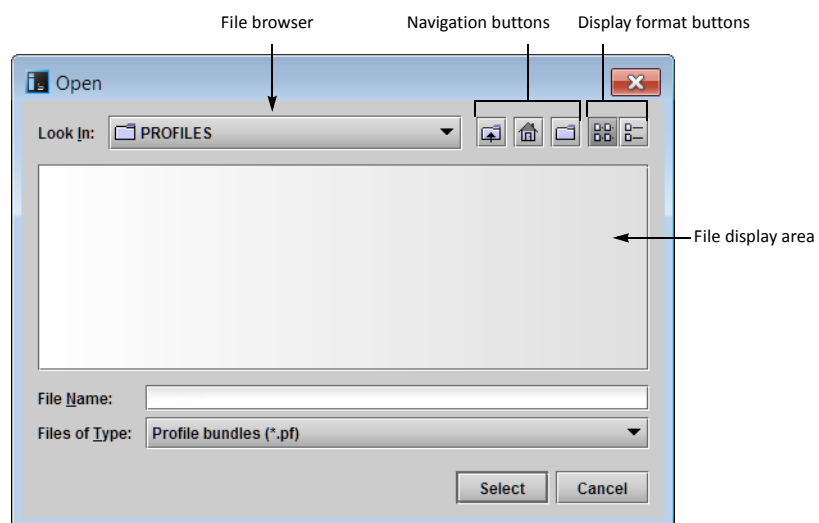 File browser
Navigation buttons
Display format buttons
Open
Look In:
PROFILES
File display area
File Name:
Files of Type:
Profile bundles (*.pf)
Select
Cancel